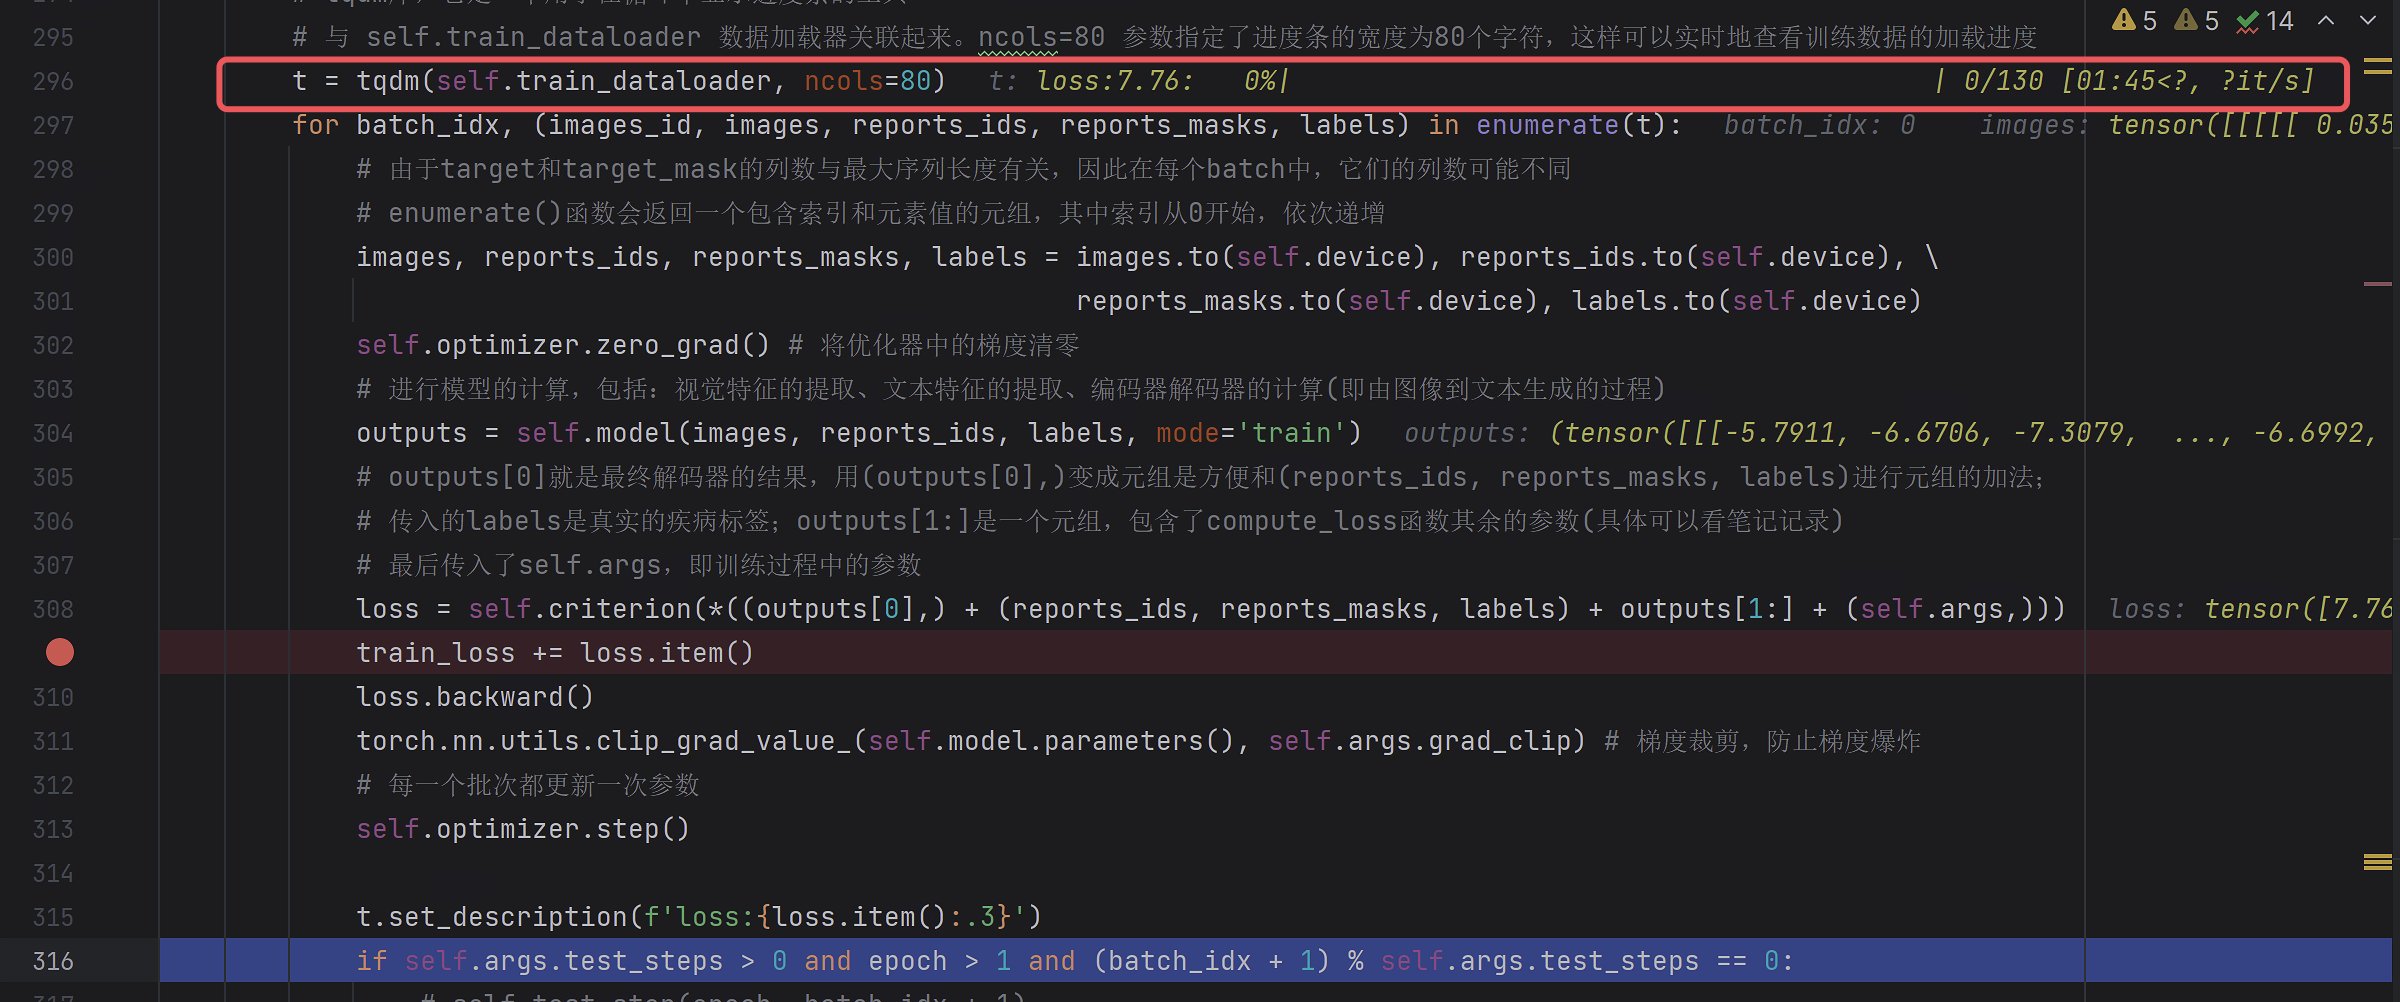 5 5 14
295 # 与 self.train_dataloader 数据加载器关联起来。ncols=80 参数指定了进度条的宽度为80个字符，这样可以实时地查看训练数据的加载进度
296 t = tqdm(self.train_dataloader, ncols=80) t: loss:7.76: 0%| | 0/130 [01:45<?, ?it/s]
297 for batch_idx, (images_id, images, reports_ids, reports_masks, labels) in enumerate(t): batch_idx: 0 images: tensor([[[[[ 0.035
298 # 由于target和target_mask的列数与最大序列长度有关，因此在每个batch中，它们的列数可能不同
299 # enumerate()函数会返回一个包含索引和元素值的元组，其中索引从0开始，依次递增
300 images, reports_ids, reports_masks, labels = images.to(self.device), reports_ids.to(self.device), \
301 reports_masks.to(self.device), labels.to(self.device)
302 self.optimizer.zero_grad() # 将优化器中的梯度清零
303 # 进行模型的计算，包括：视觉特征的提取、文本特征的提取、编码器解码器的计算(即由图像到文本生成的过程)
304 outputs = self.model(images, reports_ids, labels, mode='train') outputs: (tensor([[[-5.7911, -6.6706, -7.3079, ..., -6.6992,
305 # outputs[0]就是最终解码器的结果，用(outputs[0],)变成元组是方便和(reports_ids, reports_masks, labels)进行元组的加法；
306 # 传入的labels是真实的疾病标签；outputs[1:]是一个元组，包含了compute_loss函数其余的参数(具体可以看笔记记录)
307 # 最后传入了self.args，即训练过程中的参数
308 loss = self.criterion(*((outputs[0],) + (reports_ids, reports_masks, labels) + outputs[1:] + (self.args,))) loss: tensor([7.76
train_loss += loss.item()
310 loss.backward()
311 torch.nn.utils.clip_grad_value_(self.model.parameters(), self.args.grad_clip) # 梯度裁剪，防止梯度爆炸
312 # 每一个批次都更新一次参数
313 self.optimizer.step()
314
315 t.set_description(f'loss:{loss.item():.3}')
316 if self.args.test_steps > 0 and epoch > 1 and (batch_idx + 1) % self.args.test_steps == 0: